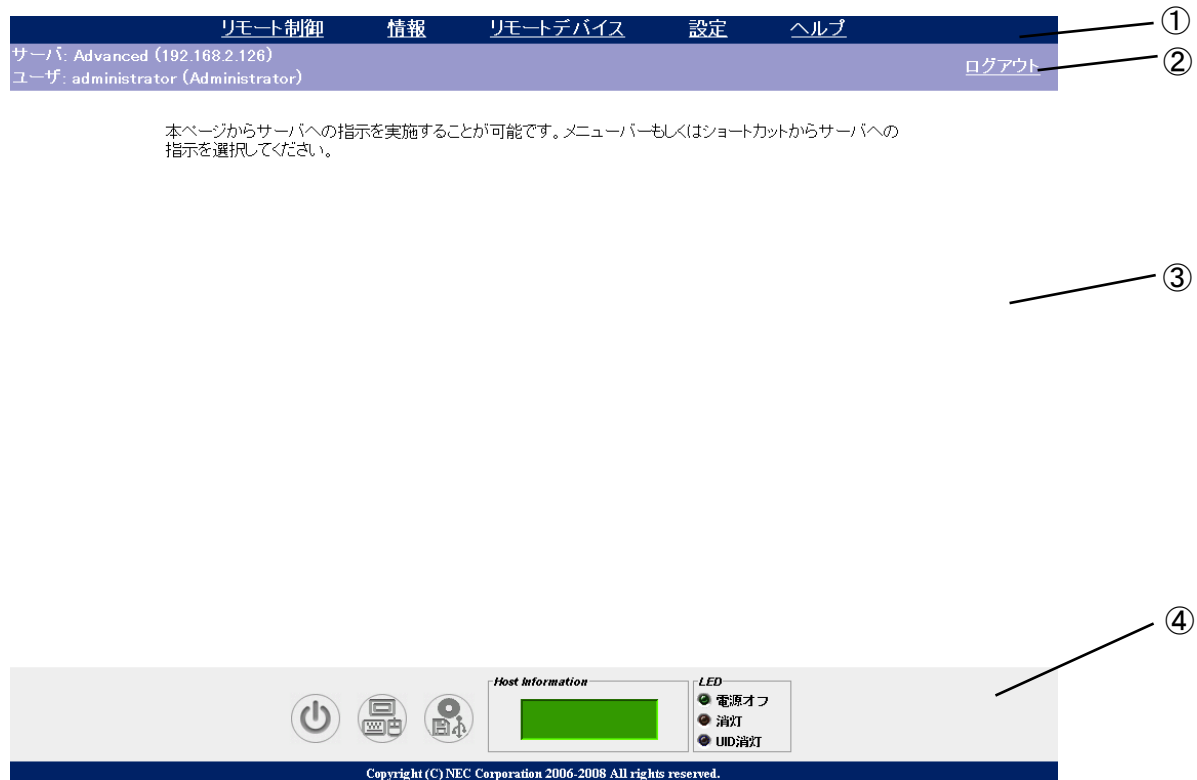 リモート制御 情報 リモートデバイス 設定 ヘルプ ①
サーバ: Advanced (192.168.2.126)
ユーザ: administrator (Administrator)
ログアウト ②
本ページからサーバへの指示を実施することが可能です。メニューバーもしくはショートカットからサーバへの
指示を選択してください。
③
④
Host Information
LED
電源オフ
消灯
UID消灯
Copyright (C) NEC Corporation 2006-2008 All rights reserved.